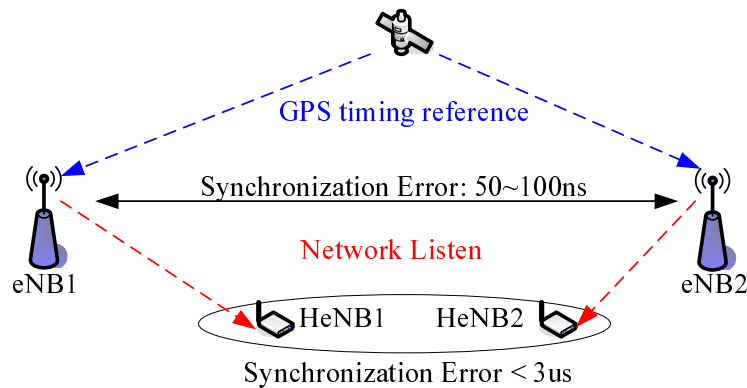 GPS timing reference
Synchronization Error: 50~100ns
Network Listen
eNB1
eNB2
HeNB1
HeNB2
Synchronization Error < 3us